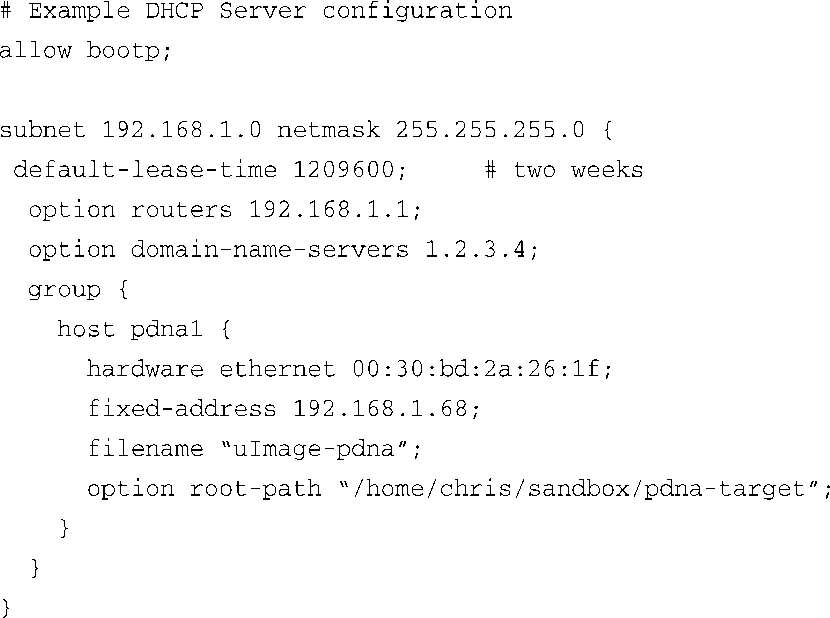 # Example DHCP Server configuration
allow bootp;

subnet 192.168.1.0 netmask 255.255.255.0 {
 default-lease-time 1209600;     # two weeks
  option routers 192.168.1.1;
  option domain-name-servers 1.2.3.4;
  group {
    host pdna1 {
      hardware ethernet 00:30:bd:2a:26:1f;
      fixed-address 192.168.1.68;
      filename “uImage-pdna”;
      option root-path “/home/chris/sandbox/pdna-target”;
    }
  }
}